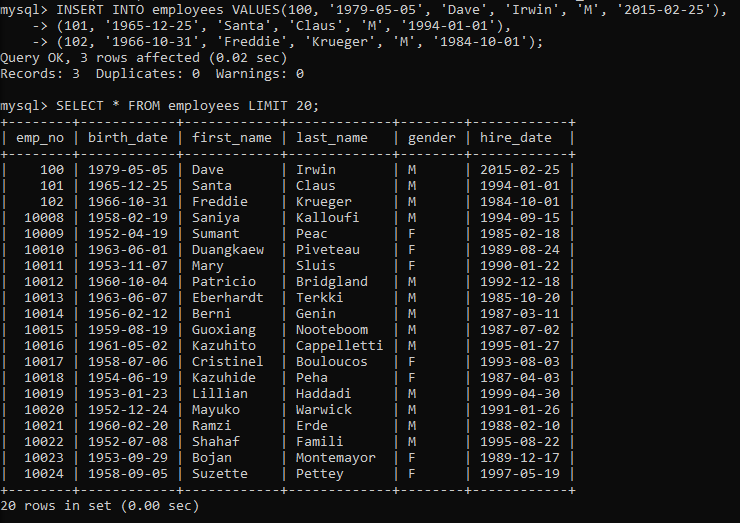 mysql> INSERT INTO employees VALUES(100, '1979-05-05', 'Dave', 'Irwin', 'M', '2015-02-25'),
    -> (101, '1965-12-25', 'Santa', 'Claus', 'M', '1994-01-01'),
    -> (102, '1966-10-31', 'Freddie', 'Krueger', 'M', '1984-10-01');
Query OK, 3 rows affected (0.02 sec)
Records: 3  Duplicates: 0  Warnings: 0

mysql> SELECT * FROM employees LIMIT 20;
+--------+------------+------------+-------------+--------+------------+
| emp_no | birth_date | first_name | last_name   | gender | hire_date  |
+--------+------------+------------+-------------+--------+------------+
|    100 | 1979-05-05 | Dave       | Irwin       | M      | 2015-02-25 |
|    101 | 1965-12-25 | Santa      | Claus       | M      | 1994-01-01 |
|    102 | 1966-10-31 | Freddie    | Krueger     | M      | 1984-10-01 |
|  10008 | 1958-02-19 | Saniya     | Kalloufi    | M      | 1994-09-15 |
|  10009 | 1952-04-19 | Sumant     | Peac        | F      | 1985-02-18 |
|  10010 | 1963-06-01 | Duangkaew  | Piveteau    | F      | 1989-08-24 |
|  10011 | 1953-11-07 | Mary       | Sluis       | F      | 1990-01-22 |
|  10012 | 1960-10-04 | Patricio   | Bridgland   | M      | 1992-12-18 |
|  10013 | 1963-06-07 | Eberhardt  | Terkki      | M      | 1985-10-20 |
|  10014 | 1956-02-12 | Berni      | Genin       | M      | 1987-03-11 |
|  10015 | 1959-08-19 | Guoxiang   | Nooteboom   | M      | 1987-07-02 |
|  10016 | 1961-05-02 | Kazuhito   | Cappelletti | M      | 1995-01-27 |
|  10017 | 1958-07-06 | Cristinel  | Bouloucos   | F      | 1993-08-03 |
|  10018 | 1954-06-19 | Kazuhide   | Peha        | F      | 1987-04-03 |
|  10019 | 1953-01-23 | Lillian    | Haddadi     | M      | 1999-04-30 |
|  10020 | 1952-12-24 | Mayuko     | Warwick     | M      | 1991-01-26 |
|  10021 | 1960-02-20 | Ramzi      | Erde        | M      | 1988-02-10 |
|  10022 | 1952-07-08 | Shahaf     | Famili      | M      | 1995-08-22 |
|  10023 | 1953-09-29 | Bojan      | Montemayor  | F      | 1989-12-17 |
|  10024 | 1958-09-05 | Suzette    | Pettey      | F      | 1997-05-19 |
+--------+------------+------------+-------------+--------+------------+
20 rows in set (0.00 sec)